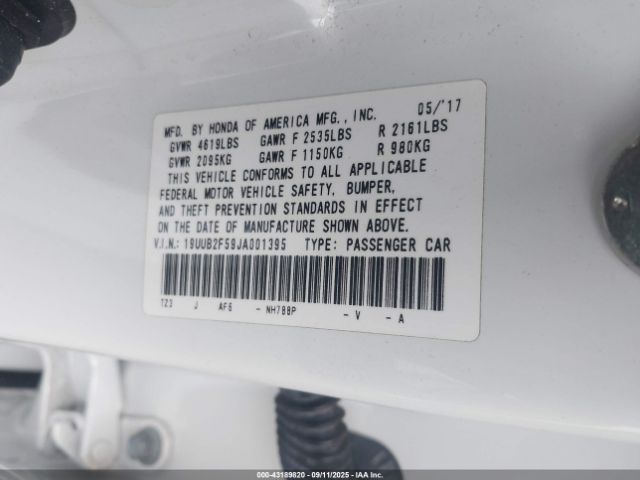 MFD. BY HONDA OF AMERICA MFG., INC. 05/'17
GVWR 4619LBS GAWR F 2535LBS R 2161LBS
GVWR 2095KG GAWR F 1150KG R 980KG
THIS VEHICLE CONFORMS TO ALL APPLICABLE
FEDERAL MOTOR VEHICLE SAFETY, BUMPER,
AND THEFT PREVENTION STANDARDS IN EFFECT
ON THE DATE OF MANUFACTURE SHOWN ABOVE.
V.I.N.: 19UUB2F59JA001395 TYPE: PASSENGER CAR
TZ3 J AF6 - NH788P - V - A
000-43189820 - 09/11/2025 - IAA Inc.